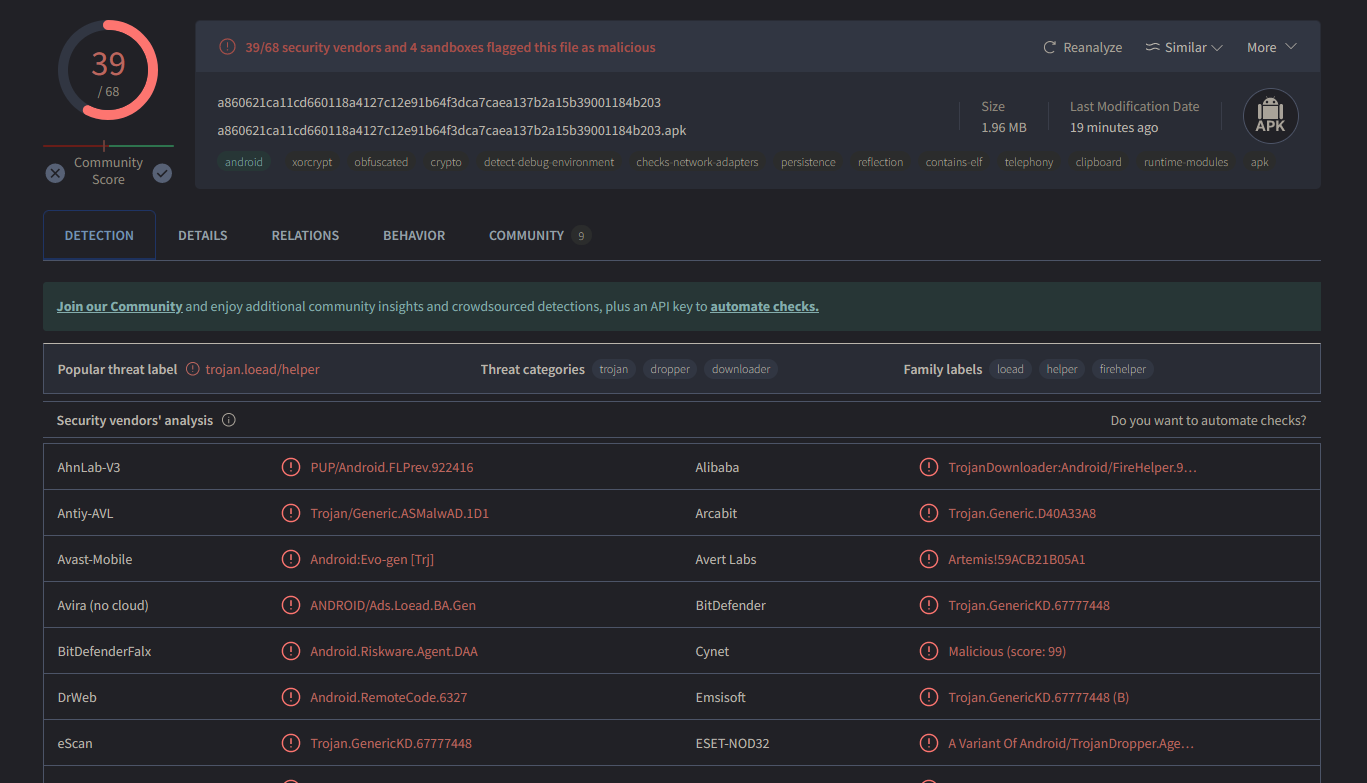 39
/ 68
Community
Score
39/68 security vendors and 4 sandboxes flagged this file as malicious
Reanalyze
Similar
More
a860621ca11cd660118a4127c12e91b64f3dca7caea137b2a15b39001184b203
a860621ca11cd660118a4127c12e91b64f3dca7caea137b2a15b39001184b203.apk
Size
1.96 MB
Last Modification Date
19 minutes ago
APK
android xorcrypt obfuscated crypto detect-debug-environment checks-network-adapters persistence reflection contains-elf telephony clipboard runtime-modules apk
DETECTION DETAILS RELATIONS BEHAVIOR COMMUNITY 9
Join our Community and enjoy additional community insights and crowdsourced detections, plus an API key to automate checks.
Popular threat label trojan.loead/helper Threat categories trojan dropper downloader Family labels loead helper firehelper
Security vendors' analysis Do you want to automate checks?
AhnLab-V3 PUP/Android.FLPrev.922416 Alibaba TrojanDownloader:Android/FireHelper.9…
Antiy-AVL Trojan/Generic.ASMalwAD.1D1 Arcabit Trojan.Generic.D40A33A8
Avast-Mobile Android:Evo-gen [Trj] Avert Labs Artemis!59ACB21B05A1
Avira (no cloud) ANDROID/Ads.Loead.BA.Gen BitDefender Trojan.GenericKD.67777448
BitDefenderFalx Android.Riskware.Agent.DAA Cynet Malicious (score: 99)
DrWeb Android.RemoteCode.6327 Emsisoft Trojan.GenericKD.67777448 (B)
eScan Trojan.GenericKD.67777448 ESET-NOD32 A Variant Of Android/TrojanDropper.Age…